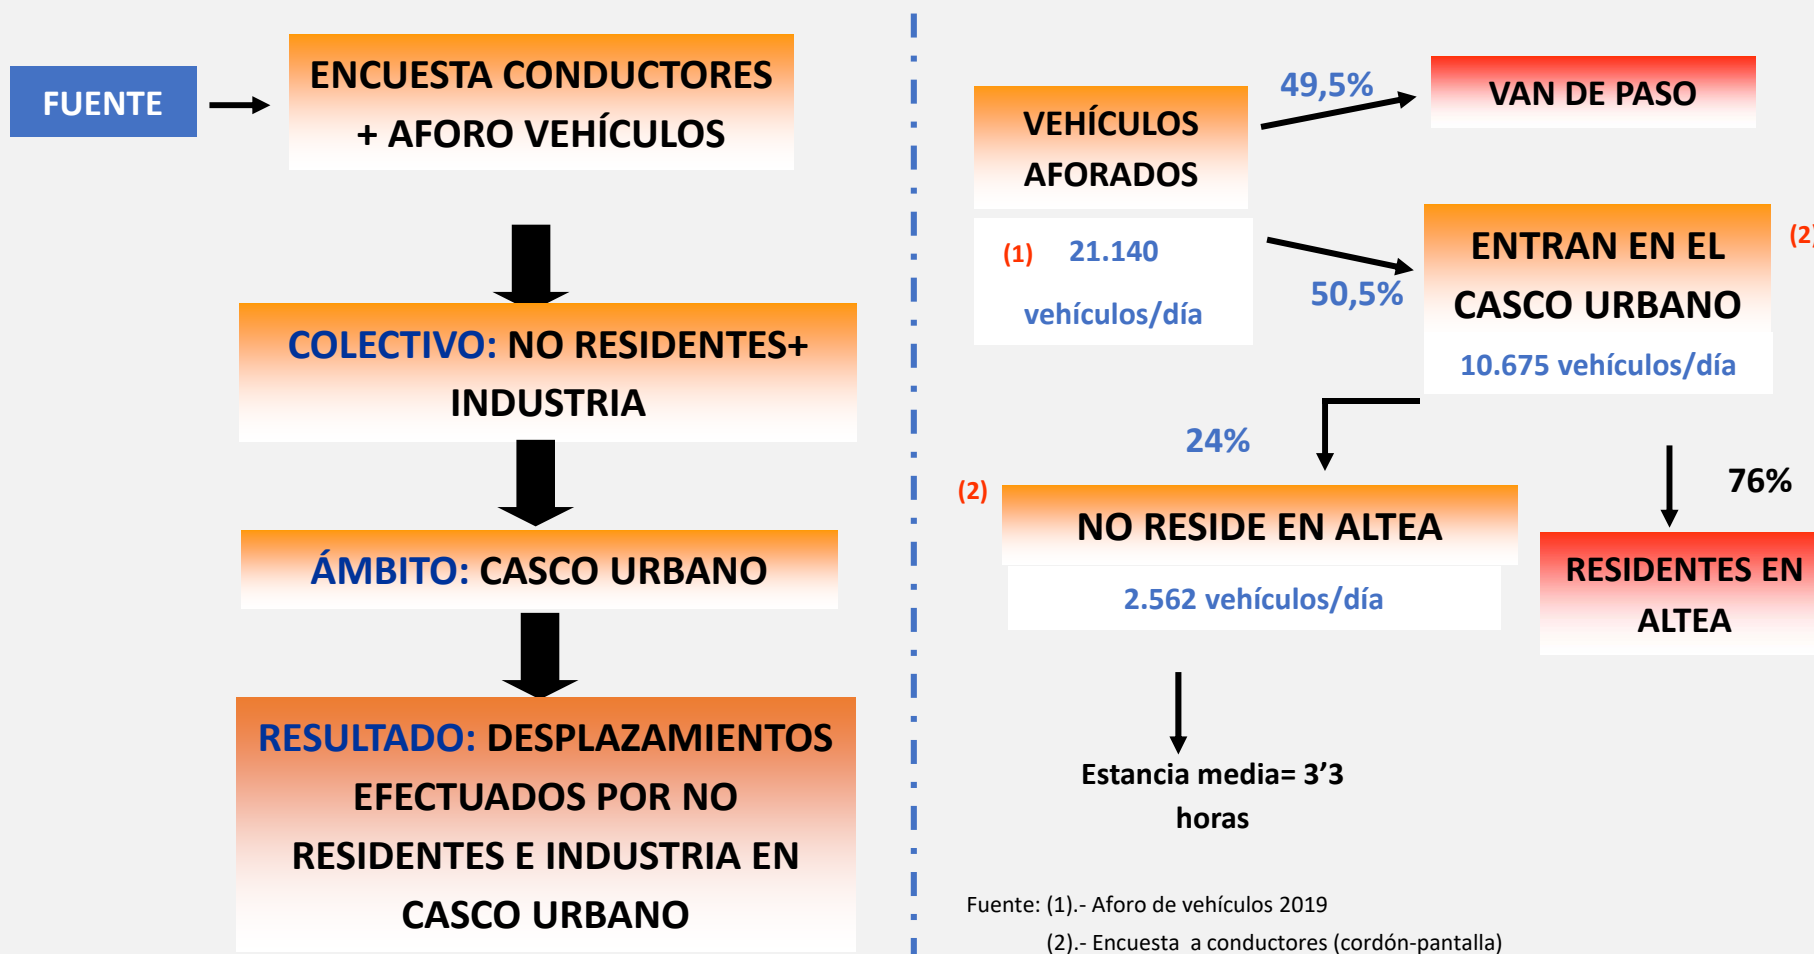 FUENTE
ENCUESTA CONDUCTORES
+ AFORO VEHÍCULOS
COLECTIVO: NO RESIDENTES+
INDUSTRIA
ÁMBITO: CASCO URBANO
RESULTADO: DESPLAZAMIENTOS
EFECTUADOS POR NO
RESIDENTES E INDUSTRIA EN
CASCO URBANO
VEHÍCULOS
AFORADOS
(1) 21.140
vehículos/día
49,5%
VAN DE PASO
50,5%
ENTRAN EN EL
CASCO URBANO
(2)
10.675 vehículos/día
24%
(2)
NO RESIDE EN ALTEA
2.562 vehículos/día
76%
RESIDENTES EN
ALTEA
Estancia media= 3’3
horas
Fuente: (1).- Aforo de vehículos 2019
(2).- Encuesta a conductores (cordón-pantalla)